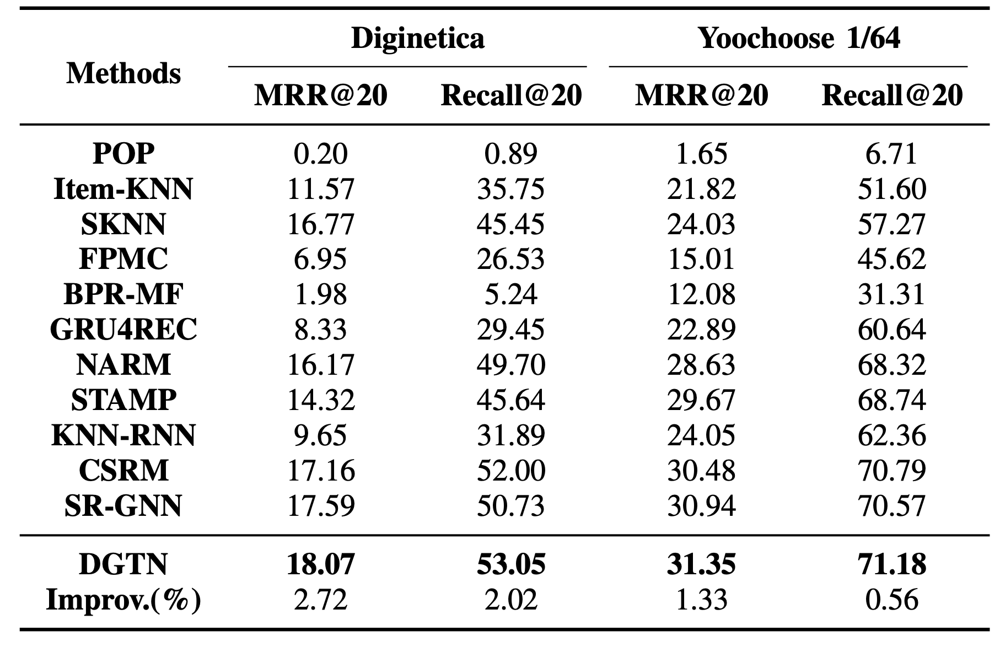 Diginetica Yoochoose 1/64
Methods
MRR@20 Recall@20 MRR@20 Recall@20
POP 0.20 0.89 1.65 6.71
Item-KNN 11.57 35.75 21.82 51.60
SKNN 16.77 45.45 24.03 57.27
FPMC 6.95 26.53 15.01 45.62
BPR-MF 1.98 5.24 12.08 31.31
GRU4REC 8.33 29.45 22.89 60.64
NARM 16.17 49.70 28.63 68.32
STAMP 14.32 45.64 29.67 68.74
KNN-RNN 9.65 31.89 24.05 62.36
CSRM 17.16 52.00 30.48 70.79
SR-GNN 17.59 50.73 30.94 70.57
DGTN 18.07 53.05 31.35 71.18
Improv.(%) 2.72 2.02 1.33 0.56